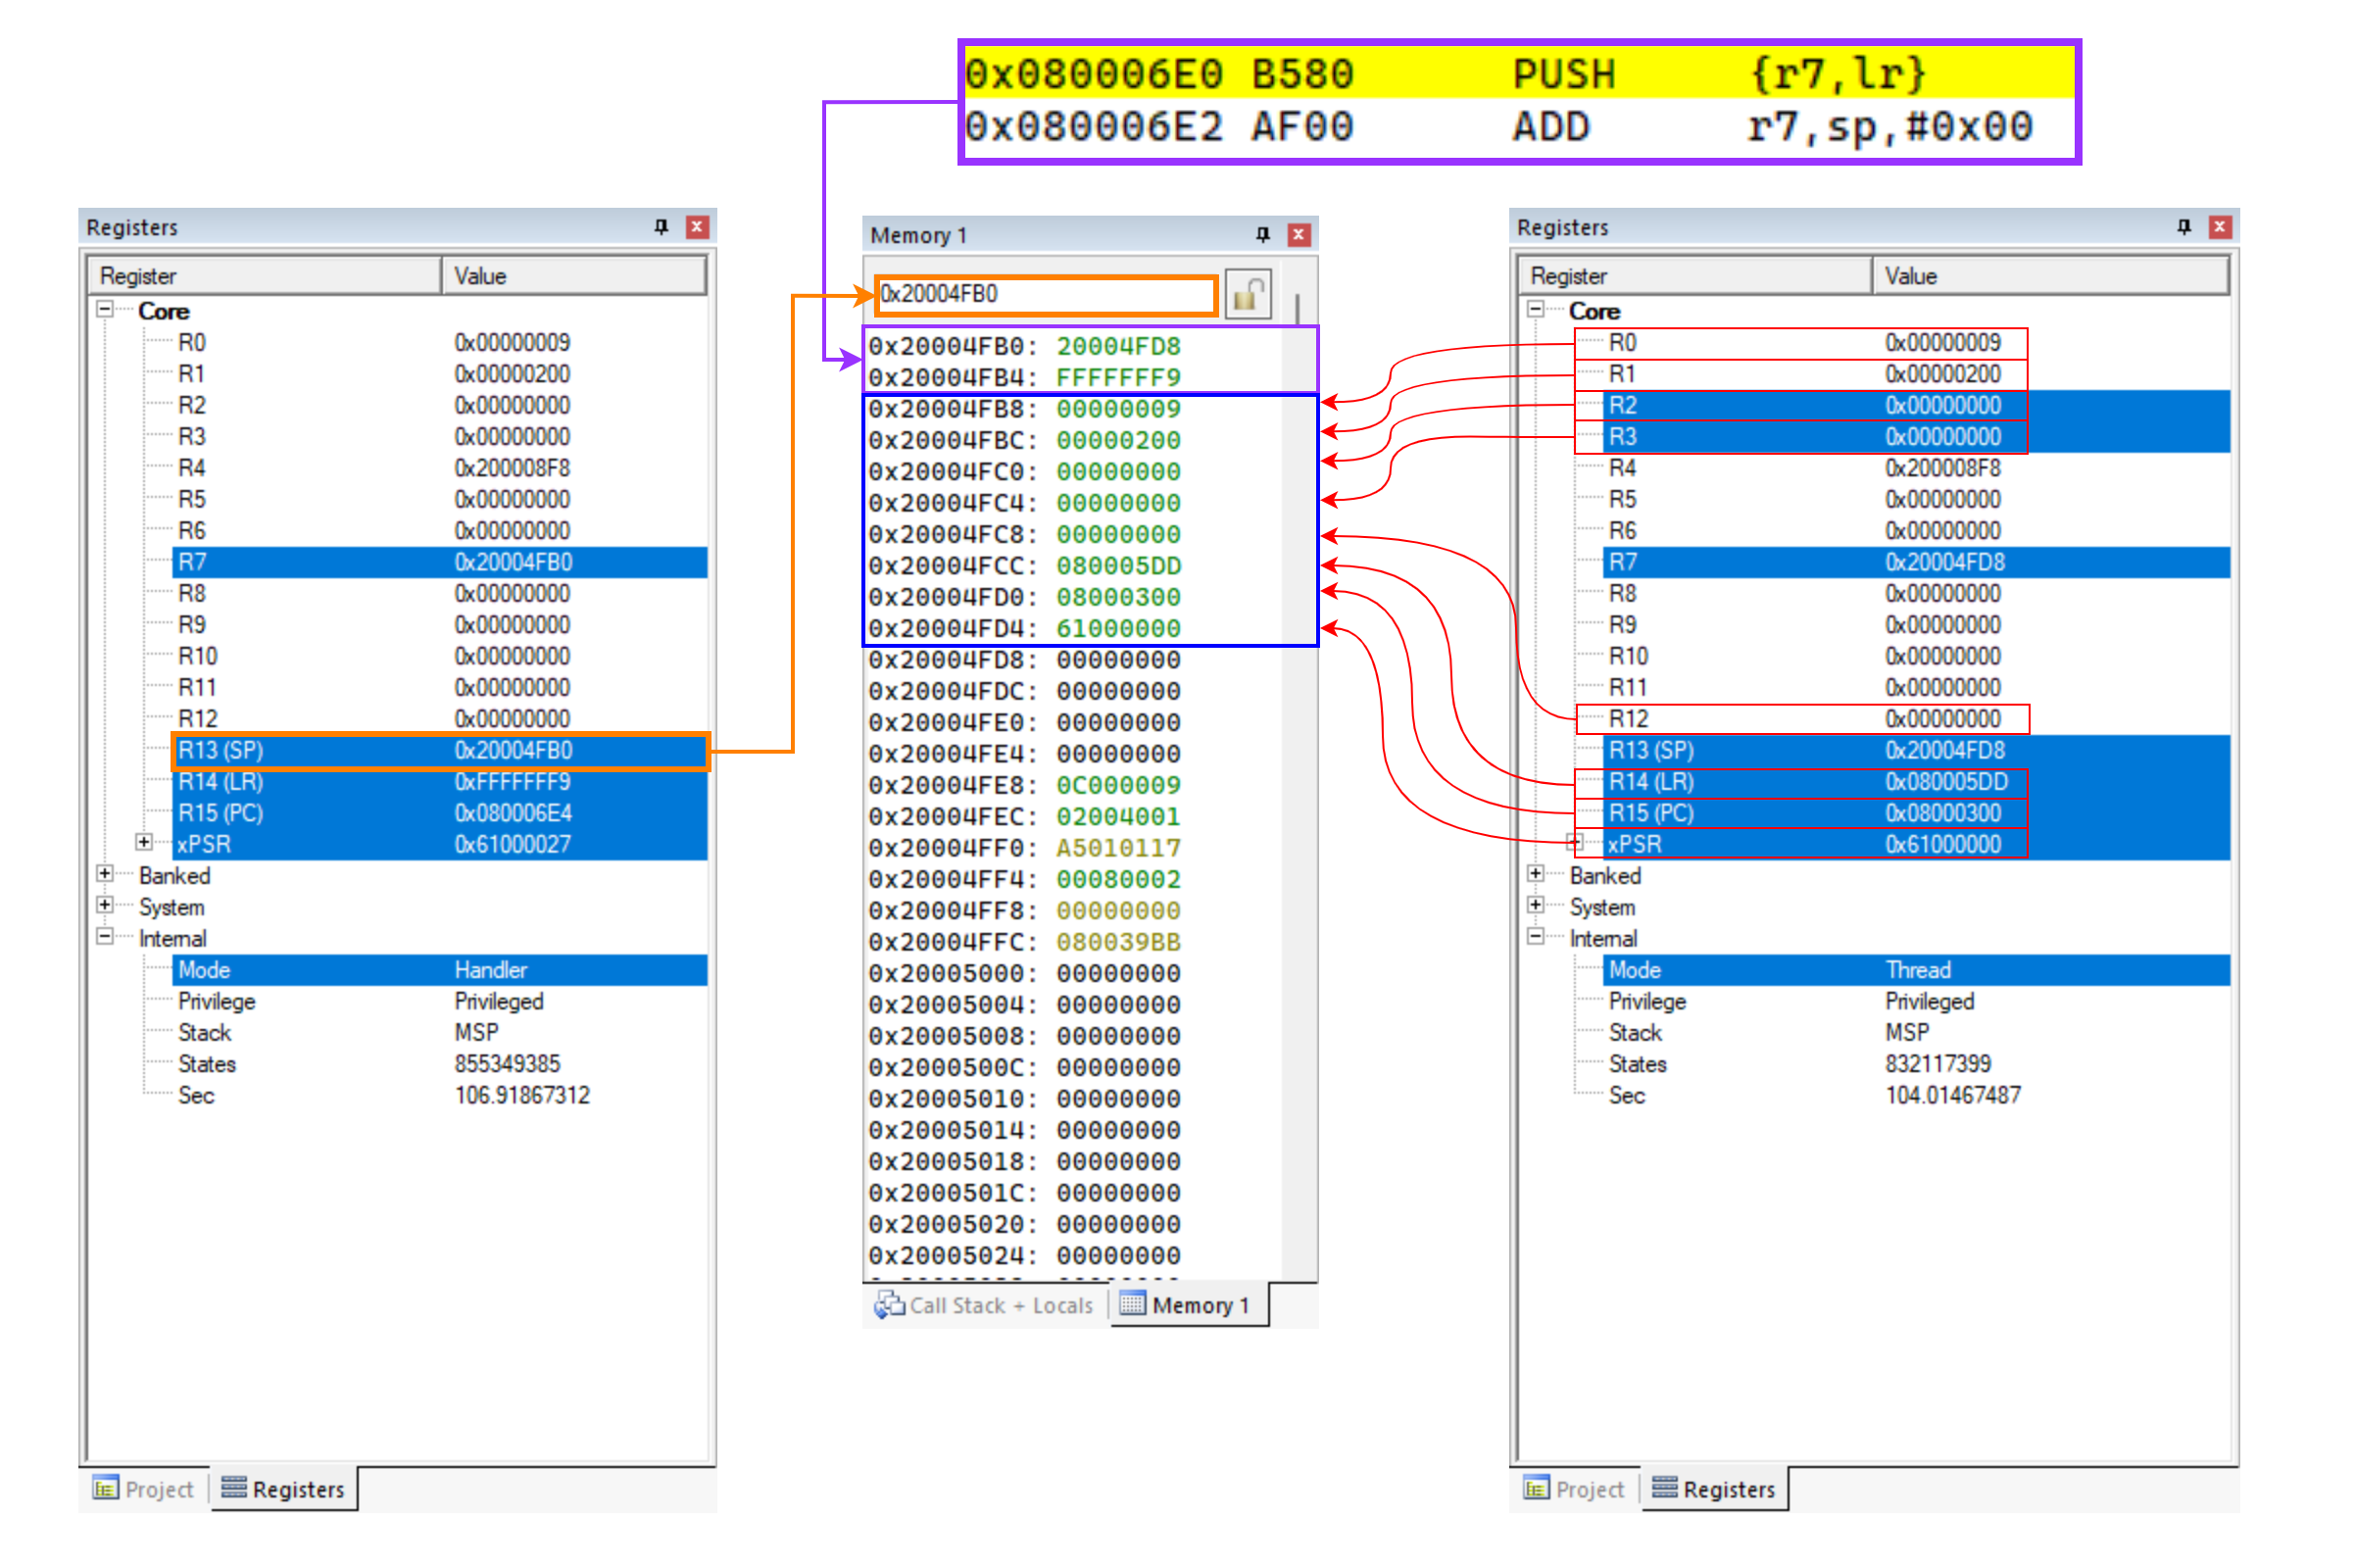 0x080006E0 B580 PUSH {r7,lr}
0x080006E2 AF00 ADD r7,sp,#0x00
Registers
Register Value
Core
R0 0x00000009
R1 0x00000200
R2 0x00000000
R3 0x00000000
R4 0x200008F8
R5 0x00000000
R6 0x00000000
R7 0x20004FB0
R8 0x00000000
R9 0x00000000
R10 0x00000000
R11 0x00000000
R12 0x00000000
R13 (SP) 0x20004FB0
R14 (LR) 0xFFFFFFF9
R15 (PC) 0x080006E4
xPSR 0x61000027
Banked
System
Internal
Mode Handler
Privilege Privileged
Stack MSP
States 855349385
Sec 106.91867312
Project Registers
Memory 1
0x20004FB0
0x20004FB0: 20004FD8
0x20004FB4: FFFFFFF9
0x20004FB8: 00000009
0x20004FBC: 00000200
0x20004FC0: 00000000
0x20004FC4: 00000000
0x20004FC8: 00000000
0x20004FCC: 080005DD
0x20004FD0: 08000300
0x20004FD4: 61000000
0x20004FD8: 00000000
0x20004FDC: 00000000
0x20004FE0: 00000000
0x20004FE4: 00000000
0x20004FE8: 0C000009
0x20004FEC: 02004001
0x20004FF0: A5010117
0x20004FF4: 00080002
0x20004FF8: 00000000
0x20004FFC: 080039BB
0x20005000: 00000000
0x20005004: 00000000
0x20005008: 00000000
0x2000500C: 00000000
0x20005010: 00000000
0x20005014: 00000000
0x20005018: 00000000
0x2000501C: 00000000
0x20005020: 00000000
0x20005024: 00000000
Call Stack + Locals Memory 1
Registers
Register Value
Core
R0 0x00000009
R1 0x00000200
R2 0x00000000
R3 0x00000000
R4 0x200008F8
R5 0x00000000
R6 0x00000000
R7 0x20004FD8
R8 0x00000000
R9 0x00000000
R10 0x00000000
R11 0x00000000
R12 0x00000000
R13 (SP) 0x20004FD8
R14 (LR) 0x080005DD
R15 (PC) 0x08000300
xPSR 0x61000000
Banked
System
Internal
Mode Thread
Privilege Privileged
Stack MSP
States 832117399
Sec 104.01467487
Project Registers